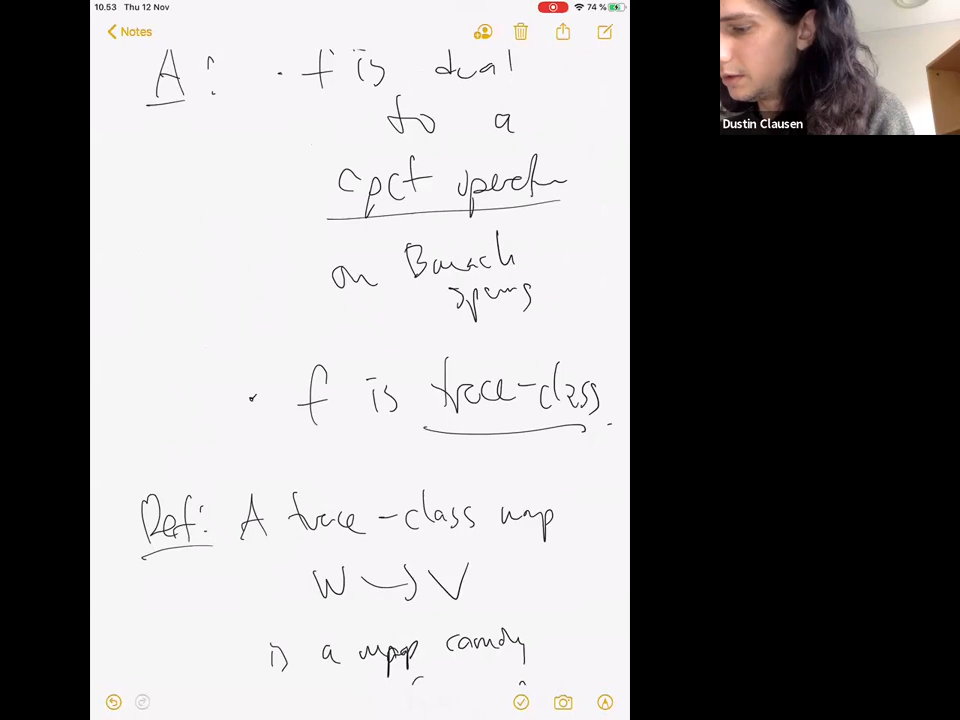 10.53 Thu 12 Nov
74 %
Notes
Dustin Clausen
A: · f is dual
to a
cpct operator
on Banach
spaces
· f is trace-class.
Def: A trace-class map
W → V
is a map coming